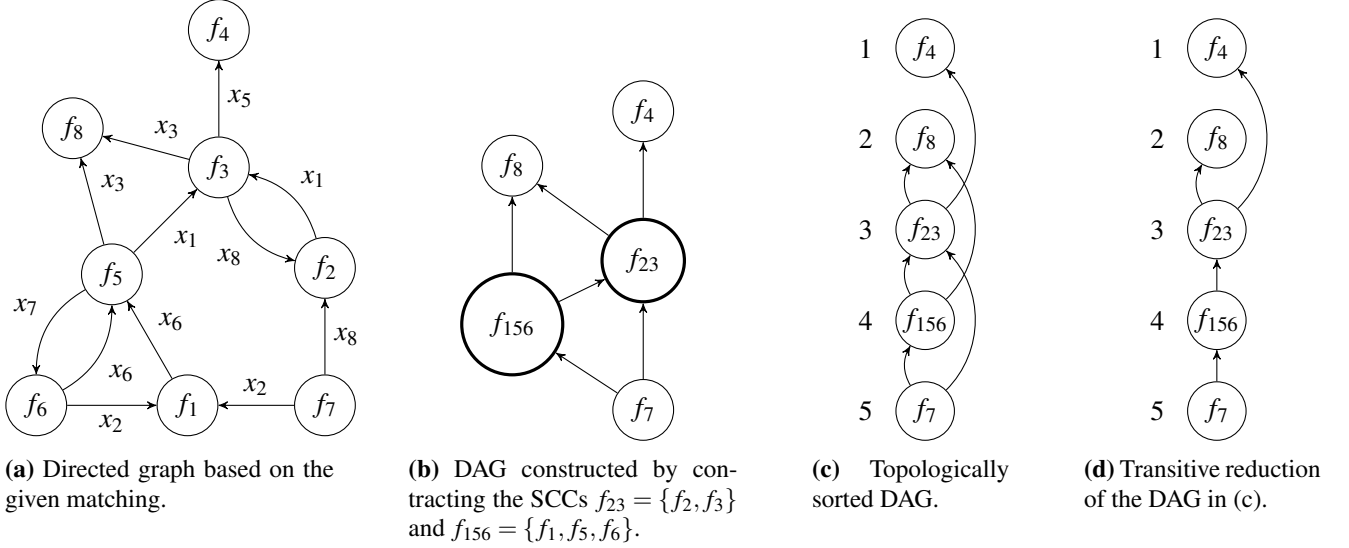 f4
x5
f8
x3
f3
x3
x1
x1
x8
f5
f2
x7
x6
x8
x6
x2
f6
x2
f1
f7
(a) Directed graph based on the
given matching.
f4
f8
f23
f156
f7
(b) DAG constructed by con-
tracting the SCCs f23 = {f2, f3}
and f156 = {f1, f5, f6}.
1 f4
2 f8
3 f23
4 f156
5 f7
(c) Topologically
sorted DAG.
1 f4
2 f8
3 f23
4 f156
5 f7
(d) Transitive reduction
of the DAG in (c).